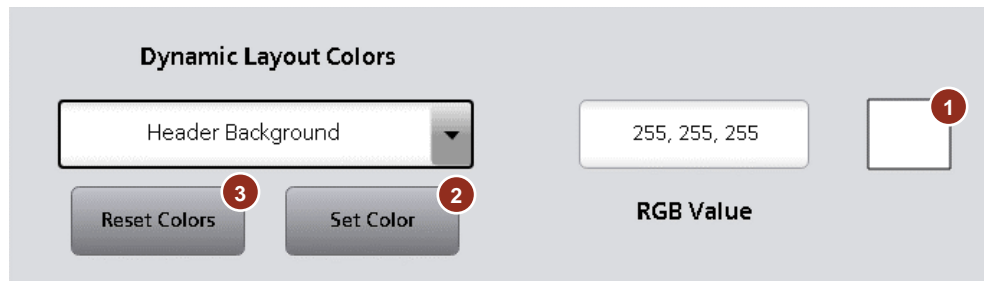 Dynamic Layout Colors
Header Background
255, 255, 255
1
3
2
Reset Colors
Set Color
RGB Value